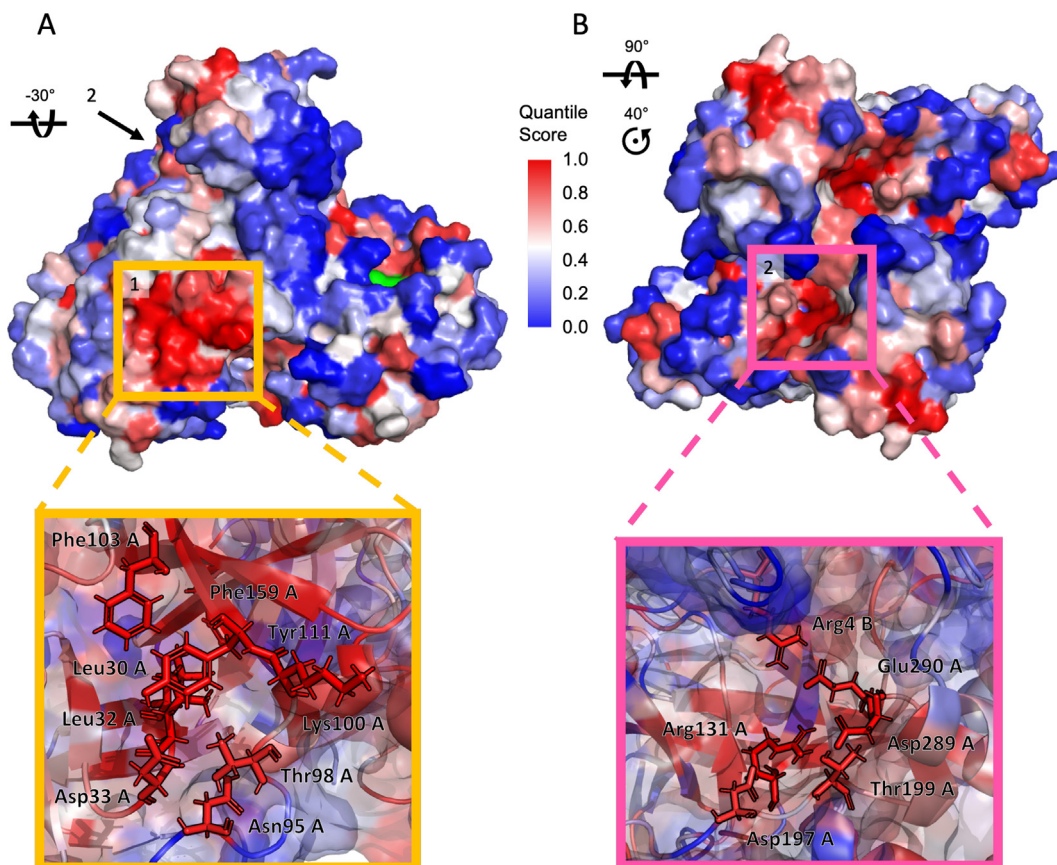 A
B
-30°
2
90°
40°
Quantile
Score
1.0
0.8
0.6
0.4
0.2
0.0
1
2
Phe103 A
Phe159 A
Tyr111 A
Leu30 A
Leu32 A
Lys100 A
Thr98 A
Asp33 A
Asn95 A
Arg4 B
Glu290 A
Arg131 A
Asp289 A
Thr199 A
Asp197 A